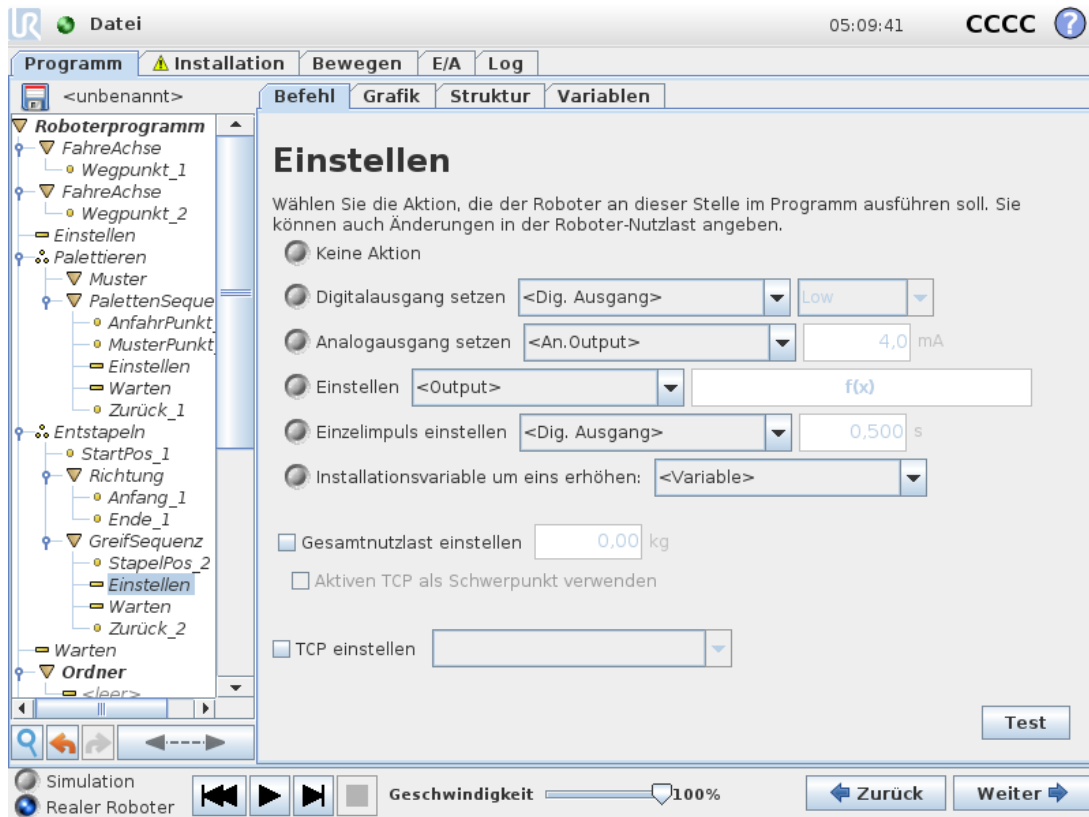 UR Datei 05:09:41 CCCC ?
Programm Installation Bewegen E/A Log
<unbenannt> Befehl Grafik Struktur Variablen
Roboterprogramm
FahreAchse
Wegpunkt_1
FahreAchse
Wegpunkt_2
Einstellen
Palettieren
Muster
PalettenSeque
AnfahrPunkt_
MusterPunkt_
Einstellen
Warten
Zurück_1
Entstapeln
StartPos_1
Richtung
Anfang_1
Ende_1
GreifSequenz
StapelPos_2
Einstellen
Warten
Zurück_2
Warten
Ordner
<leer>
Einstellen
Wählen Sie die Aktion, die der Roboter an dieser Stelle im Programm ausführen soll. Sie
können auch Änderungen in der Roboter-Nutzlast angeben.
Keine Aktion
Digitalausgang setzen <Dig. Ausgang> Low
Analogausgang setzen <An.Output> 4,0 mA
Einstellen <Output> f(x)
Einzelimpuls einstellen <Dig. Ausgang> 0,500 s
Installationsvariable um eins erhöhen: <Variable>
Gesamtnutzlast einstellen 0,00 kg
Aktiven TCP als Schwerpunkt verwenden
TCP einstellen
Test
Simulation
Realer Roboter
Geschwindigkeit 100%
Zurück Weiter